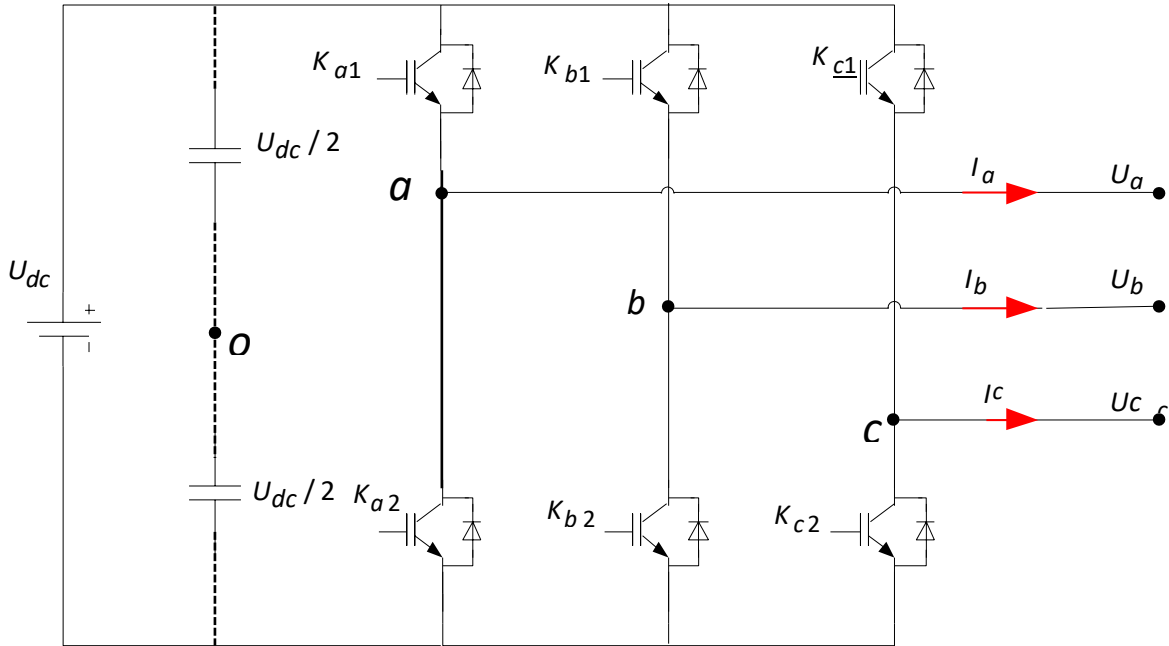 K a1
K b1
K c1
U dc / 2
a
I a
U a
U dc
+
b
I b
U b
o
I c
U c c
c
U dc / 2
K a 2
K b 2
K c 2